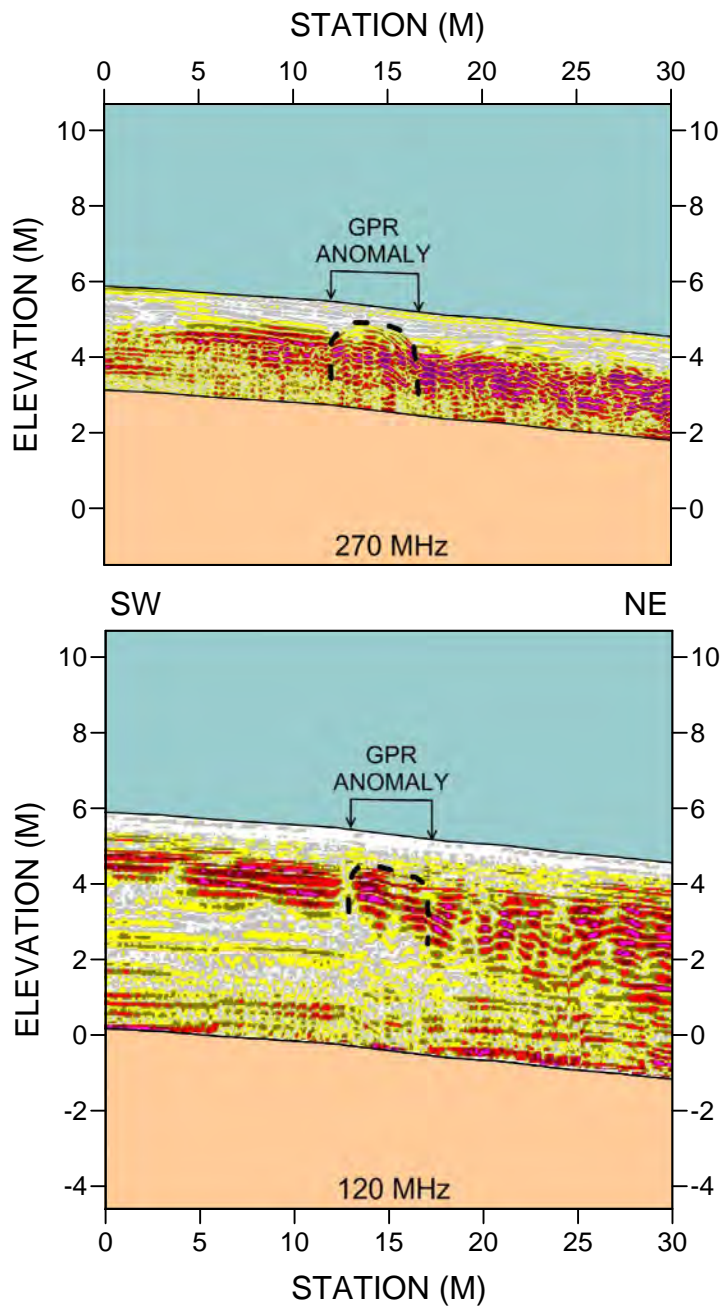 STATION (M)
0 5 10 15 20 25 30
10 10
8 8
GPR
ANOMALY
6 6
ELEVATION (M)
4 4
2 2
0 0
270 MHz
SW NE
10 10
8 8
GPR
ANOMALY
6 6
4 4
ELEVATION (M)
2 2
0 0
-2 -2
-4 -4
120 MHz
0 5 10 15 20 25 30
STATION (M)